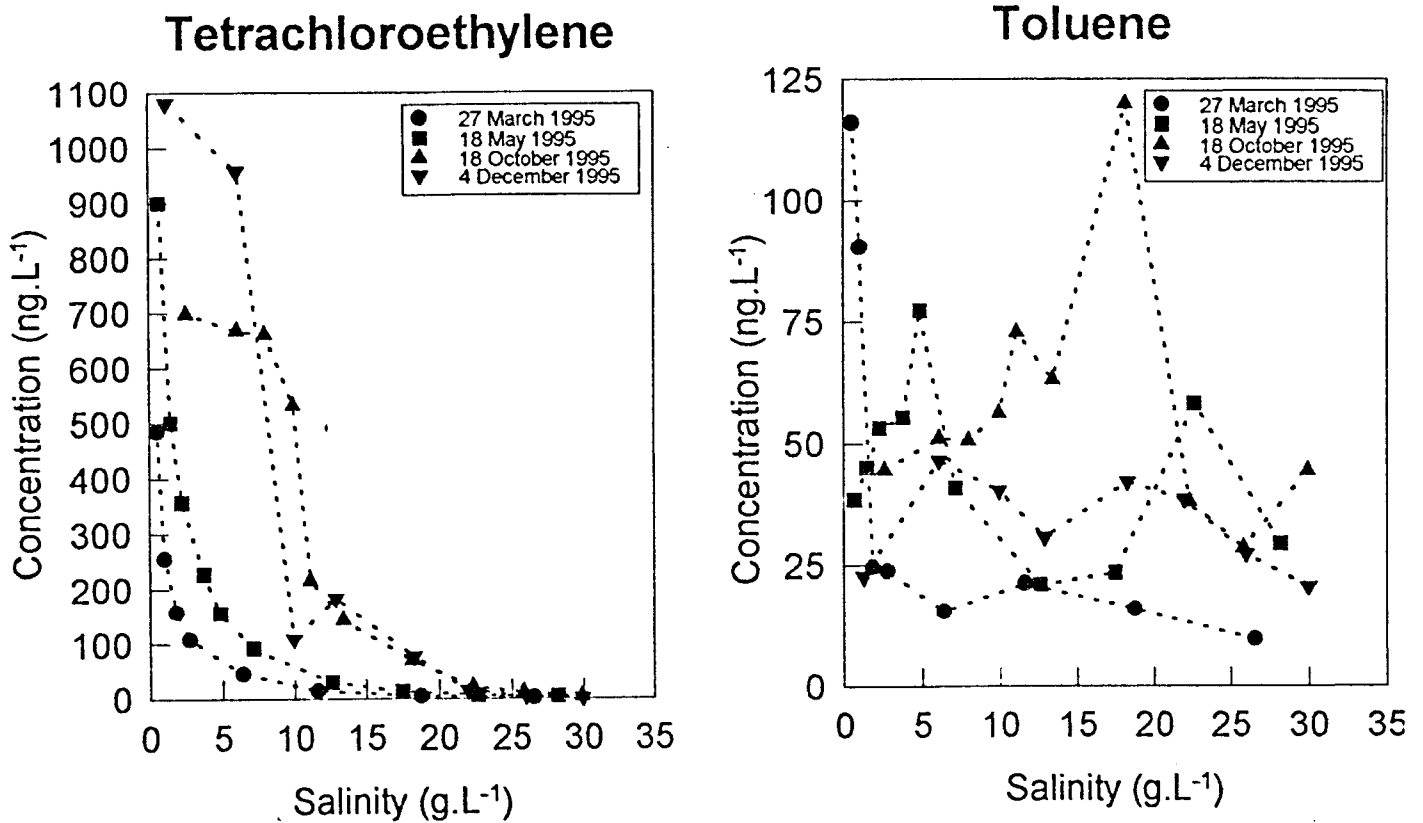 Tetrachloroethylene
1100
1000
900
800
700
600
500
400
300
200
100
0
Concentration (ng.L-1)
27 March 1995
18 May 1995
18 October 1995
4 December 1995
0 5 10 15 20 25 30 35
Salinity (g.L-1)
Toluene
125
100
75
50
25
0
Concentration (ng.L-1)
27 March 1995
18 May 1995
18 October 1995
4 December 1995
0 5 10 15 20 25 30 35
Salinity (g.L-1)